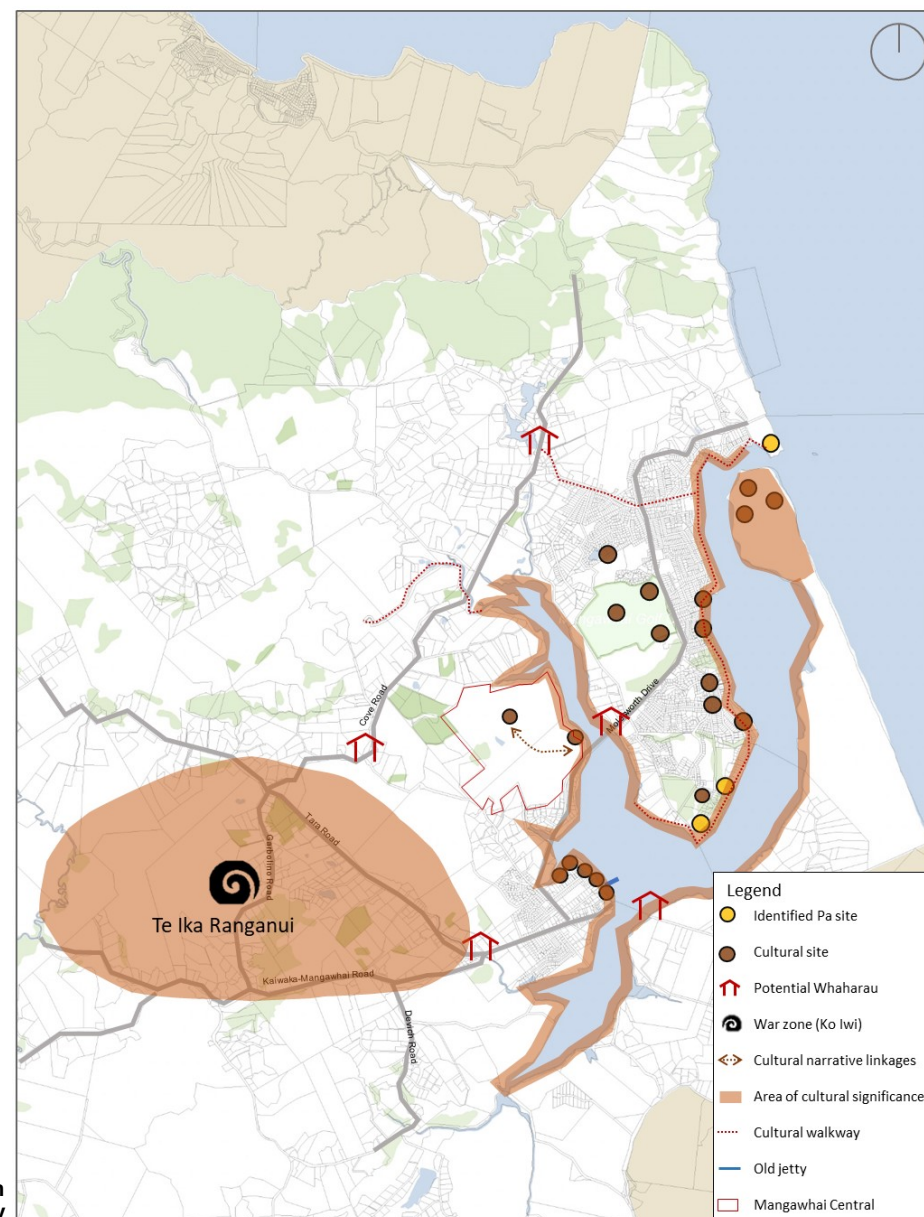 Cove Road
Molesworth Drive
Tara Road
Garbolino Road
Te Ika Ranganui
Kaiwaka-Mangawhai Road
Devich Road
Legend
Identified Pa site
Cultural site
Potential Whaharau
War zone (Ko Iwi)
Cultural narrative linkages
Area of cultural significance
Cultural walkway
Old jetty
Mangawhai Central